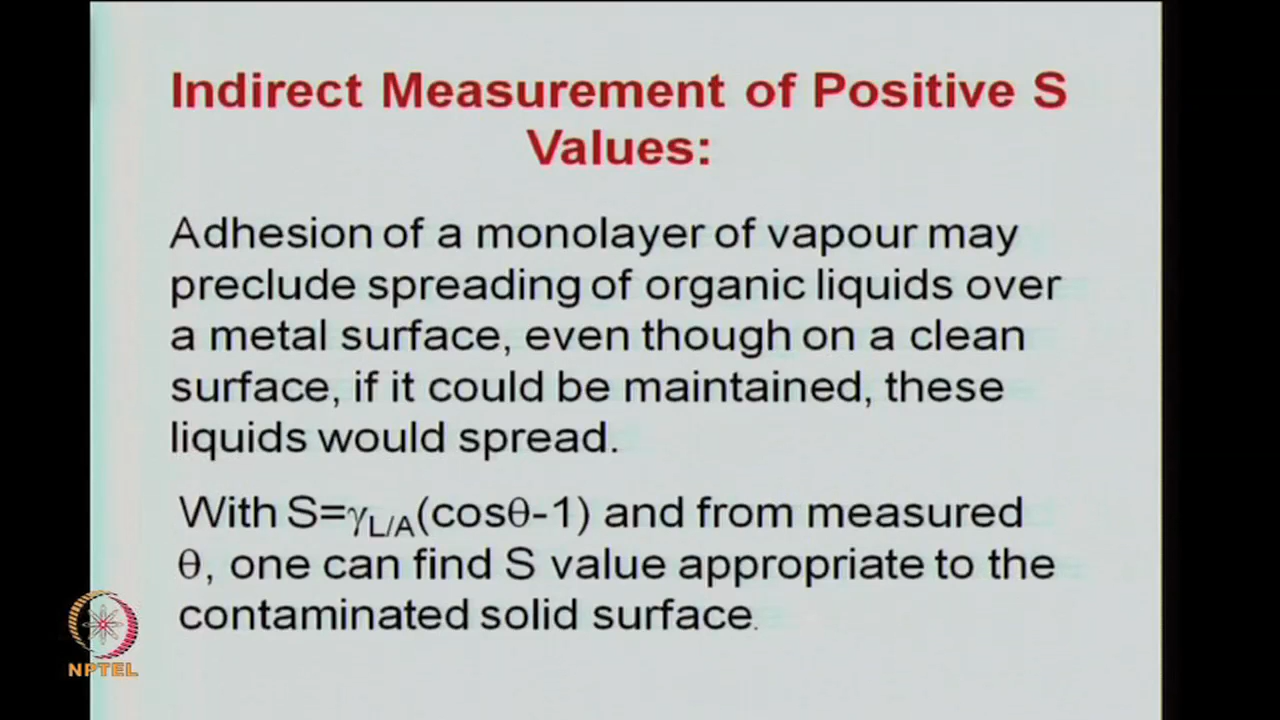 Indirect Measurement of Positive S
Values:
Adhesion of a monolayer of vapour may
preclude spreading of organic liquids over
a metal surface, even though on a clean
surface, if it could be maintained, these
liquids would spread.
With S=γL/A(cosθ-1) and from measured
θ, one can find S value appropriate to the
contaminated solid surface.
NPTEL